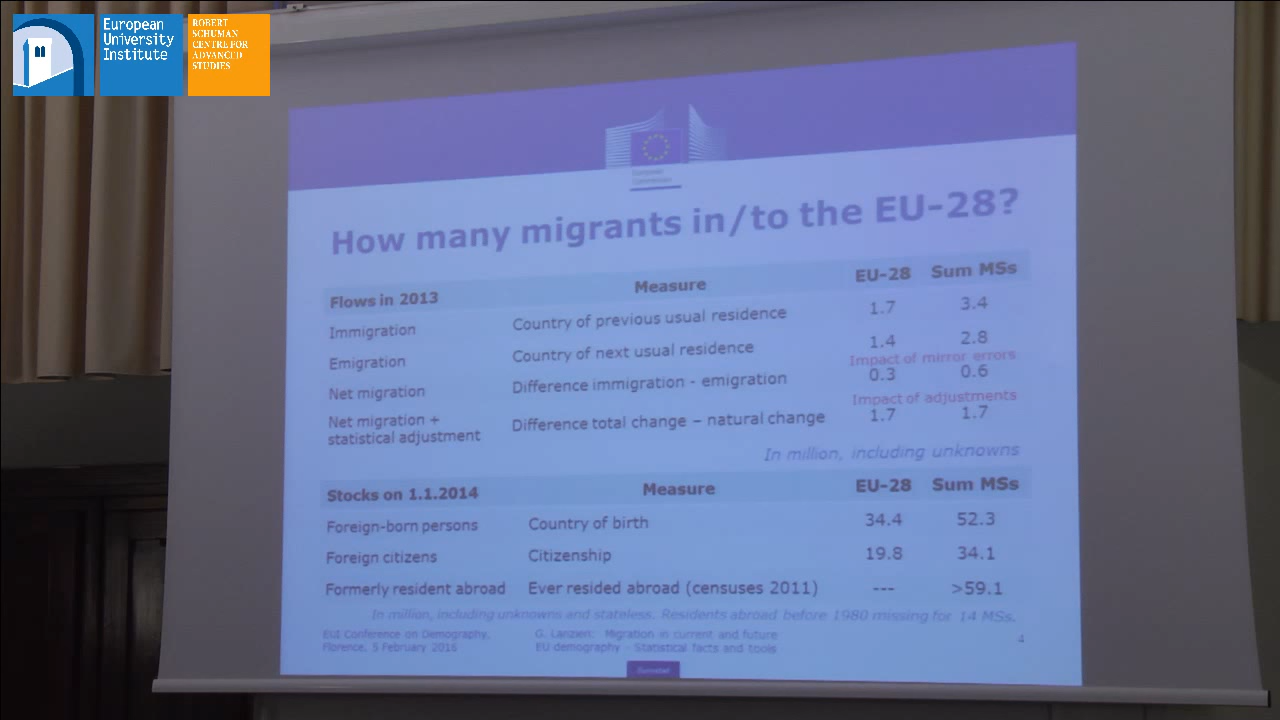 European
University
Institute
ROBERT
SCHUMAN
CENTRE FOR
ADVANCED
STUDIES
European
Commission
How many migrants in/to the EU-28?
Flows in 2013 Measure EU-28 Sum MSs
Immigration Country of previous usual residence 1.7 3.4
Emigration Country of next usual residence 1.4 2.8
Impact of mirror errors
Net migration Difference immigration - emigration 0.3 0.6
Impact of adjustments
Net migration +
statistical adjustment Difference total change – natural change 1.7 1.7
In million, including unknowns
Stocks on 1.1.2014 Measure EU-28 Sum MSs
Foreign-born persons Country of birth 34.4 52.3
Foreign citizens Citizenship 19.8 34.1
Formerly resident abroad Ever resided abroad (censuses 2011) --- >59.1
In million, including unknowns and stateless. Residents abroad before 1980 missing for 14 MSs.
EUI Conference on Demography, G. Lanzieri: Migration in current and future
Florence, 5 February 2016 EU demography - Statistical facts and tools
4
Eurostat